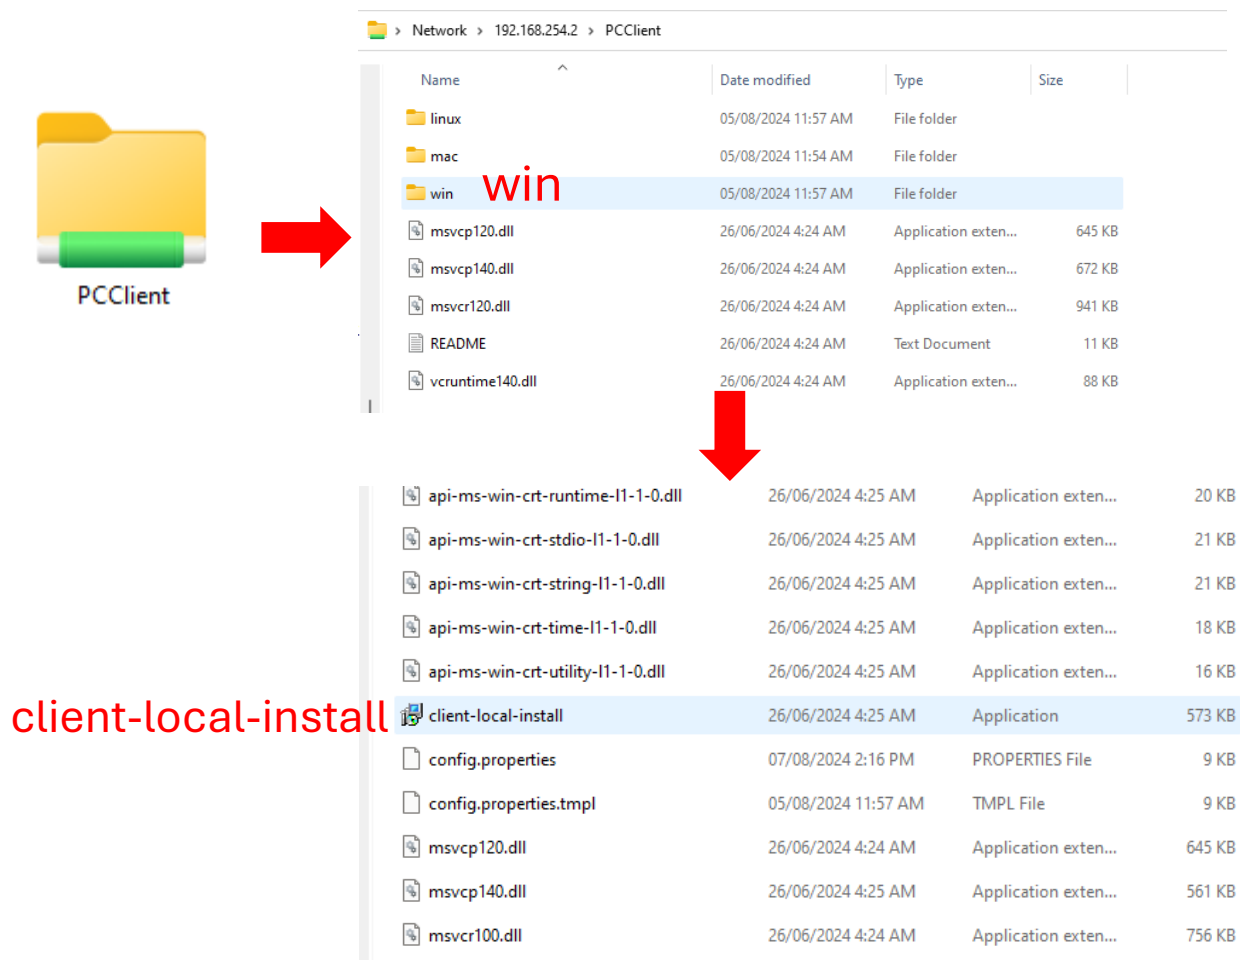 Network > 192.168.254.2 > PCClient
Name Date modified Type Size
linux 05/08/2024 11:57 AM File folder
mac 05/08/2024 11:54 AM File folder
win win 05/08/2024 11:57 AM File folder
msvcp120.dll 26/06/2024 4:24 AM Application exten... 645 KB
msvcp140.dll 26/06/2024 4:24 AM Application exten... 672 KB
msvcr120.dll 26/06/2024 4:24 AM Application exten... 941 KB
README 26/06/2024 4:24 AM Text Document 11 KB
vcruntime140.dll 26/06/2024 4:24 AM Application exten... 88 KB
PCClient
api-ms-win-crt-runtime-l1-1-0.dll 26/06/2024 4:25 AM Application exten... 20 KB
api-ms-win-crt-stdio-l1-1-0.dll 26/06/2024 4:25 AM Application exten... 21 KB
api-ms-win-crt-string-l1-1-0.dll 26/06/2024 4:25 AM Application exten... 21 KB
api-ms-win-crt-time-l1-1-0.dll 26/06/2024 4:25 AM Application exten... 18 KB
api-ms-win-crt-utility-l1-1-0.dll 26/06/2024 4:25 AM Application exten... 16 KB
client-local-install client-local-install 26/06/2024 4:25 AM Application 573 KB
config.properties 07/08/2024 2:16 PM PROPERTIES File 9 KB
config.properties.tmpl 05/08/2024 11:57 AM TMPL File 9 KB
msvcp120.dll 26/06/2024 4:24 AM Application exten... 645 KB
msvcp140.dll 26/06/2024 4:25 AM Application exten... 561 KB
msvcr100.dll 26/06/2024 4:24 AM Application exten... 756 KB